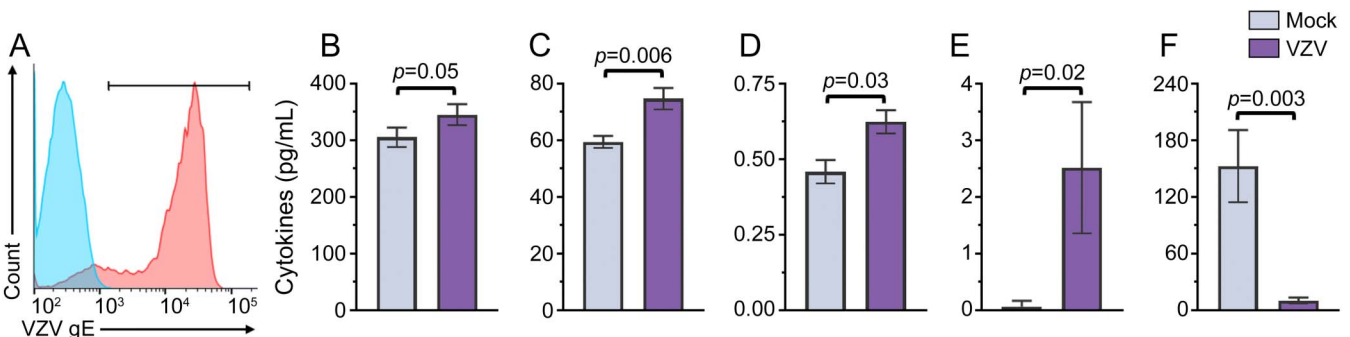 A
Count
10² 10³ 10⁴ 10⁵
VZV gE
Cytokines (pg/mL)
B
p=0.05
400
300
200
100
0
C
p=0.006
80
60
40
20
0
D
p=0.03
0.75
0.50
0.25
0.00
E
p=0.02
4
3
2
1
0
F
p=0.003
240
180
120
60
0
Mock
VZV